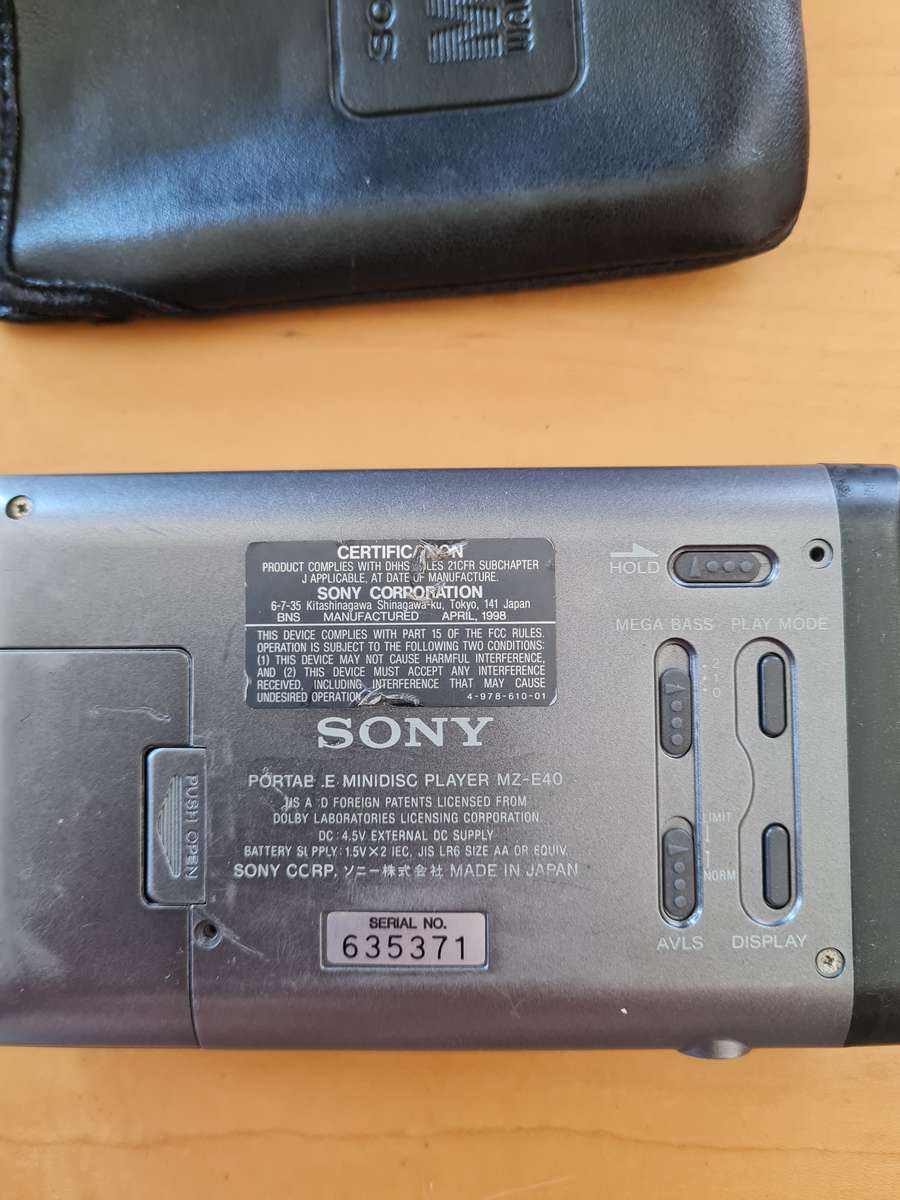 SO
M
CERTIFICATION
PRODUCT COMPLIES WITH DHHS RULES 21CFR SUBCHAPTER
J APPLICABLE, AT DATE OF MANUFACTURE.
SONY CORPORATION
6-7-35 Kitashinagawa Shinagawa-ku, Tokyo, 141 Japan
BNS MANUFACTURED APRIL, 1998
THIS DEVICE COMPLIES WITH PART 15 OF THE FCC RULES.
OPERATION IS SUBJECT TO THE FOLLOWING TWO CONDITIONS:
(1) THIS DEVICE MAY NOT CAUSE HARMFUL INTERFERENCE,
AND (2) THIS DEVICE MUST ACCEPT ANY INTERFERENCE
RECEIVED, INCLUDING INTERFERENCE THAT MAY CAUSE
UNDESIRED OPERATION.
4-978-610-01
SONY
PORTABLE MINIDISC PLAYER MZ-E40
US AND FOREIGN PATENTS LICENSED FROM
DOLBY LABORATORIES LICENSING CORPORATION
DC: 4.5V EXTERNAL DC SUPPLY
BATTERY SUPPLY: 1.5V×2 IEC, JIS LR6 SIZE AA OR EQUIV.
SONY CORP. ソニー株式会社 MADE IN JAPAN
SERIAL NO.
635371
PUSH OPEN
HOLD
MEGA BASS PLAY MODE
2
1
0
LIMIT
NORM
AVLS DISPLAY